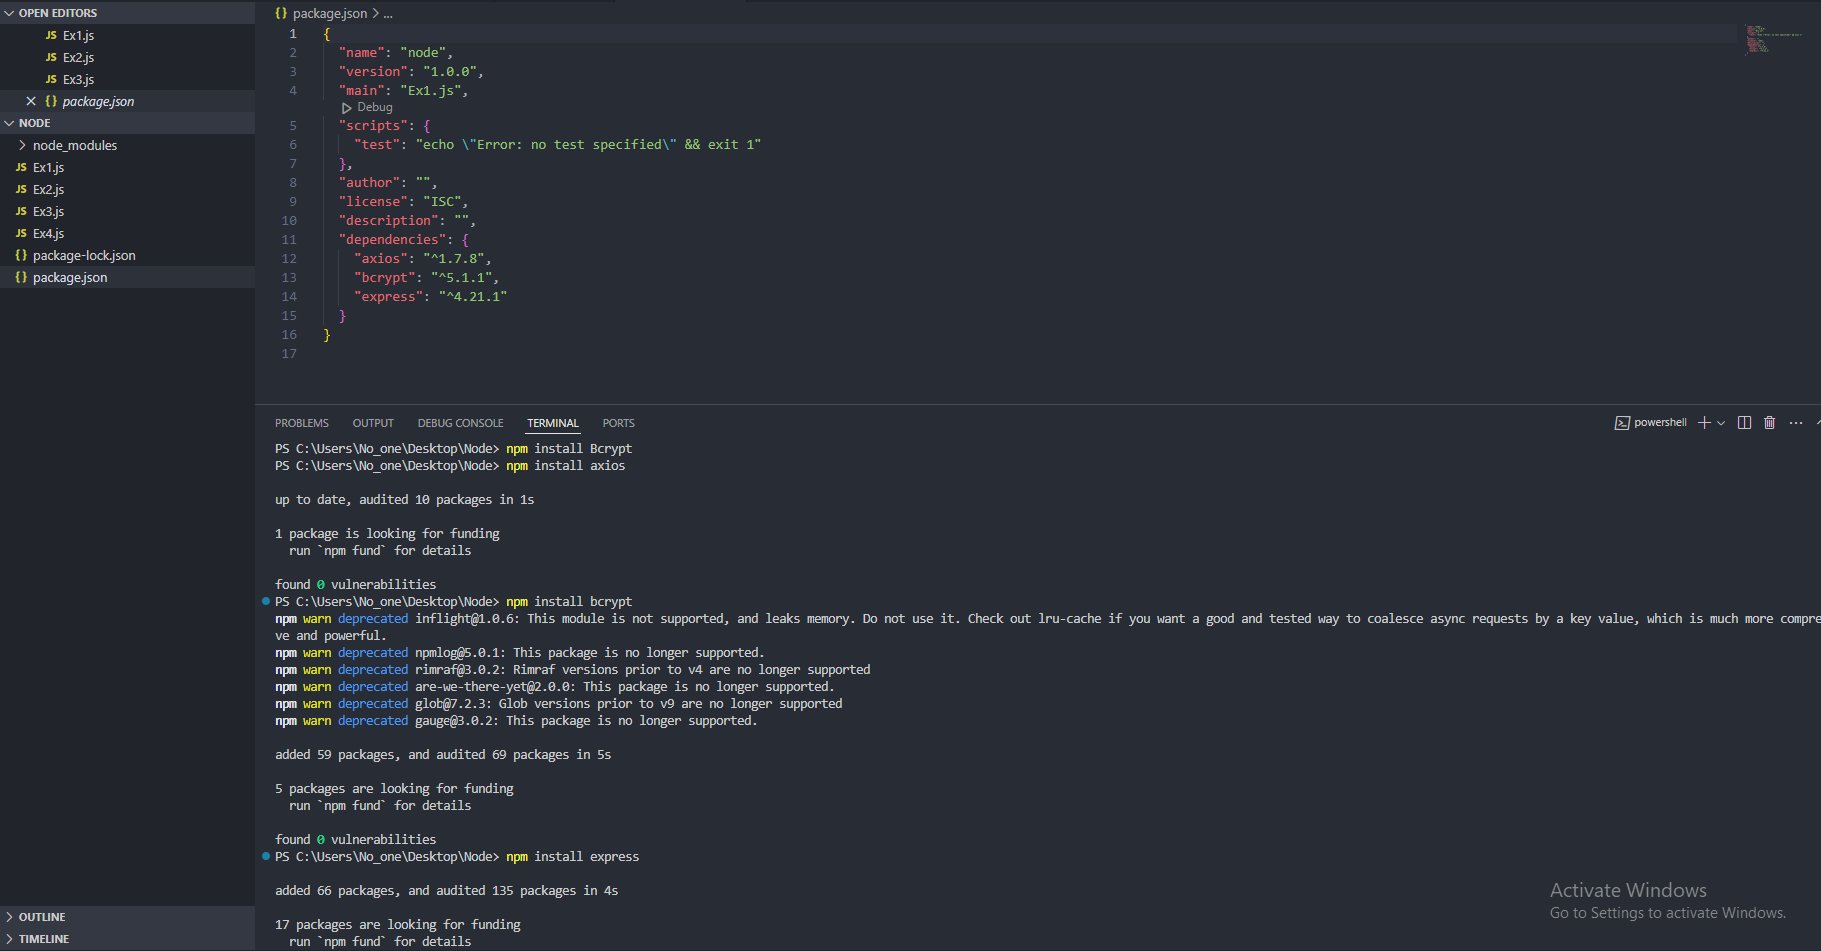 OPEN EDITORS
JS Ex1.js
JS Ex2.js
JS Ex3.js
{} package.json
NODE
node_modules
JS Ex1.js
JS Ex2.js
JS Ex3.js
JS Ex4.js
{} package-lock.json
{} package.json
OUTLINE
TIMELINE
{} package.json > ...
1 {
2 "name": "node",
3 "version": "1.0.0",
4 "main": "Ex1.js",
Debug
5 "scripts": {
6 "test": "echo \"Error: no test specified\" && exit 1"
7 },
8 "author": "",
9 "license": "ISC",
10 "description": "",
11 "dependencies": {
12 "axios": "^1.7.8",
13 "bcrypt": "^5.1.1",
14 "express": "^4.21.1"
15 }
16 }
17
PROBLEMS OUTPUT DEBUG CONSOLE TERMINAL PORTS powershell
PS C:\Users\No_one\Desktop\Node> npm install Bcrypt
PS C:\Users\No_one\Desktop\Node> npm install axios
up to date, audited 10 packages in 1s
1 package is looking for funding
run `npm fund` for details
found 0 vulnerabilities
PS C:\Users\No_one\Desktop\Node> npm install bcrypt
npm warn deprecated inflight@1.0.6: This module is not supported, and leaks memory. Do not use it. Check out lru-cache if you want a good and tested way to coalesce async requests by a key value, which is much more compre
ve and powerful.
npm warn deprecated npmlog@5.0.1: This package is no longer supported.
npm warn deprecated rimraf@3.0.2: Rimraf versions prior to v4 are no longer supported
npm warn deprecated are-we-there-yet@2.0.0: This package is no longer supported.
npm warn deprecated glob@7.2.3: Glob versions prior to v9 are no longer supported
npm warn deprecated gauge@3.0.2: This package is no longer supported.
added 59 packages, and audited 69 packages in 5s
5 packages are looking for funding
run `npm fund` for details
found 0 vulnerabilities
PS C:\Users\No_one\Desktop\Node> npm install express
added 66 packages, and audited 135 packages in 4s
17 packages are looking for funding
run `npm fund` for details
Activate Windows
Go to Settings to activate Windows.